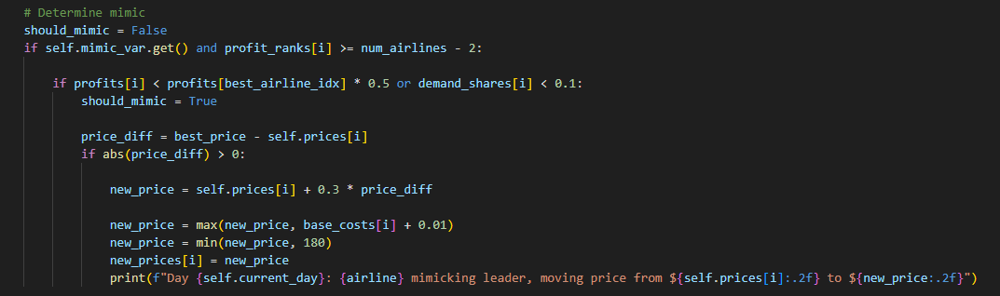 # Determine mimic
should_mimic = False
if self.mimic_var.get() and profit_ranks[i] >= num_airlines - 2:
if profits[i] < profits[best_airline_idx] * 0.5 or demand_shares[i] < 0.1:
should_mimic = True
price_diff = best_price - self.prices[i]
if abs(price_diff) > 0:
new_price = self.prices[i] + 0.3 * price_diff
new_price = max(new_price, base_costs[i] + 0.01)
new_price = min(new_price, 180)
new_prices[i] = new_price
print(f"Day {self.current_day}: {airline} mimicking leader, moving price from ${self.prices[i]:.2f} to ${new_price:.2f}")